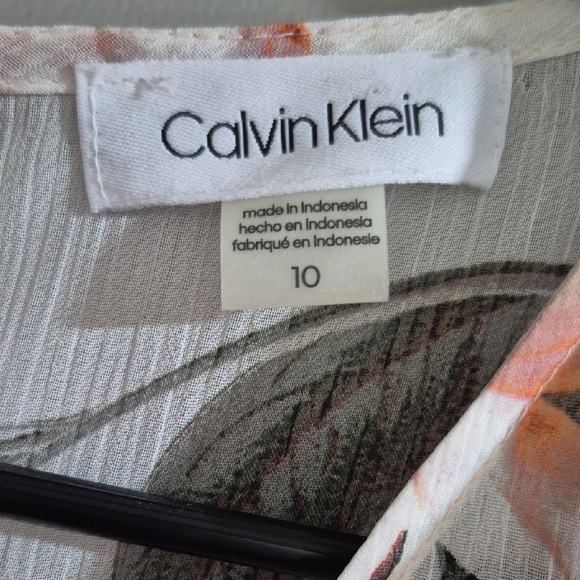 Calvin Klein
made in Indonesia
hecho en Indonesia
fabriqué en Indonesie
10